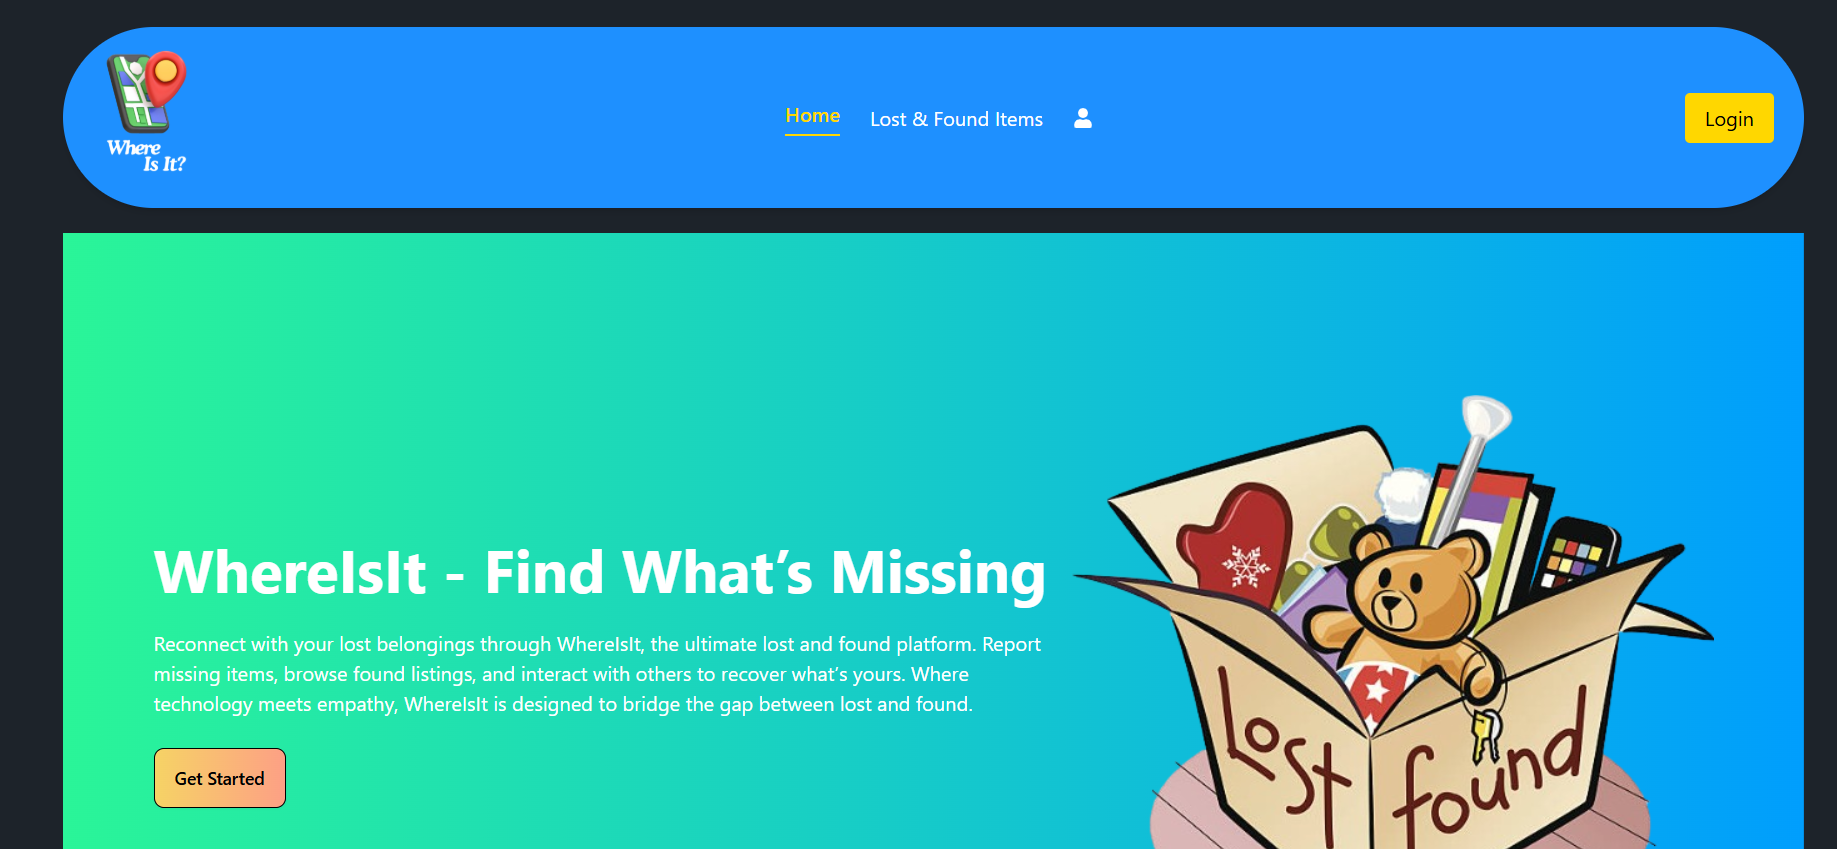 Where
Is It?
Home
Lost & Found Items
Login
WhereIsIt - Find What’s Missing
Reconnect with your lost belongings through WhereIsIt, the ultimate lost and found platform. Report
missing items, browse found listings, and interact with others to recover what’s yours. Where
technology meets empathy, WhereIsIt is designed to bridge the gap between lost and found.
Get Started
Lost
found